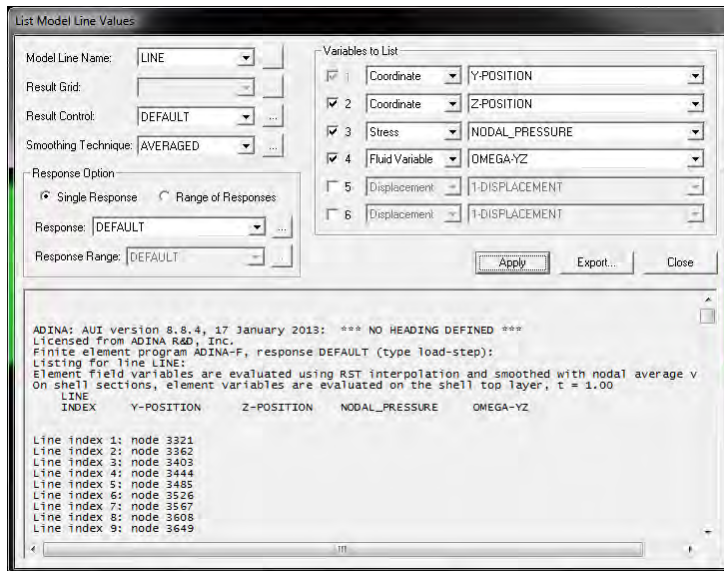 List Model Line Values
Model Line Name: LINE
Result Grid:
Result Control: DEFAULT ...
Smoothing Technique: AVERAGED ...
Response Option
Single Response Range of Responses
Response: DEFAULT ...
Response Range: DEFAULT
Variables to List
1 Coordinate Y-POSITION
2 Coordinate Z-POSITION
3 Stress NODAL_PRESSURE
4 Fluid Variable OMEGA-YZ
5 Displacement 1-DISPLACEMENT
6 Displacement 1-DISPLACEMENT
Apply Export... Close
ADINA: AUI version 8.8.4, 17 January 2013: *** NO HEADING DEFINED ***
Licensed from ADINA R&D, Inc.
Finite element program ADINA-F, response DEFAULT (type load-step):
Listing for line LINE:
Element field variables are evaluated using RST interpolation and smoothed with nodal average v
On shell sections, element variables are evaluated on the shell top layer, t = 1.00
LINE
INDEX Y-POSITION Z-POSITION NODAL_PRESSURE OMEGA-YZ
Line index 1: node 3321
Line index 2: node 3362
Line index 3: node 3403
Line index 4: node 3444
Line index 5: node 3485
Line index 6: node 3526
Line index 7: node 3567
Line index 8: node 3608
Line index 9: node 3649